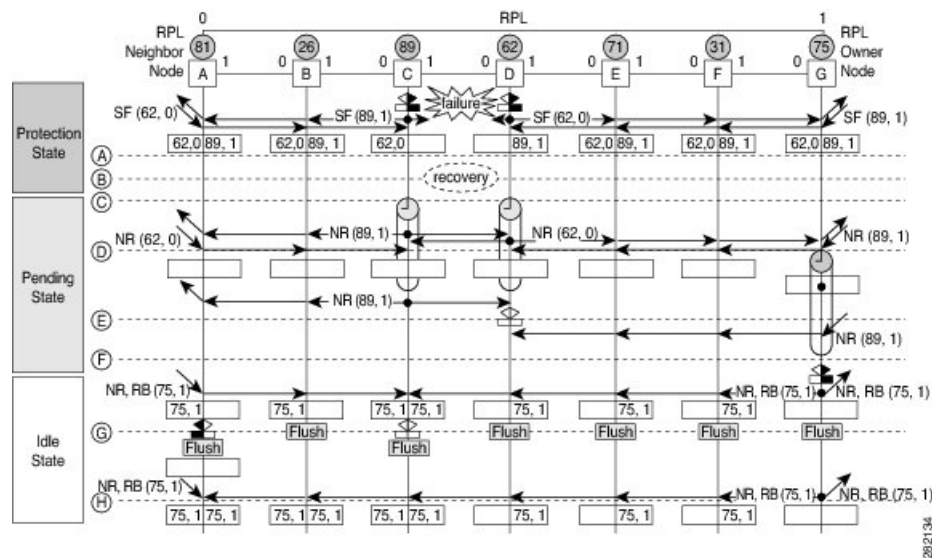 0 RPL 1
RPL Neighbor Node
81 26 89 62 71 31 75
RPL Owner Node
0 1 0 1 0 1 0 1 0 1
A B C D E F G
Protection State
failure
SF (62, 0) SF (89, 1) SF (62, 0) SF (89, 1)
62,0 89, 1 62,0 89, 1 62,0 89, 1 62,0 89, 1 62,0 89, 1 62,0 89, 1
A
B
recovery
Pending State
C
NR (62, 0) NR (89, 1) NR (62, 0) NR (89, 1)
D
NR (89, 1)
E
NR (89, 1)
F
Idle State
NR, RB (75, 1) NR, RB (75, 1) NR, RB (75, 1)
75, 1 75, 1 75, 1 75, 1 75, 1 75, 1 75, 1
G
Flush Flush Flush Flush Flush Flush
NR, RB (75, 1) NR, RB (75, 1) NR, RB (75, 1)
H
75, 1 75, 1 75, 1 75, 1 75, 1 75, 1 75, 1 75, 1 75, 1
282134